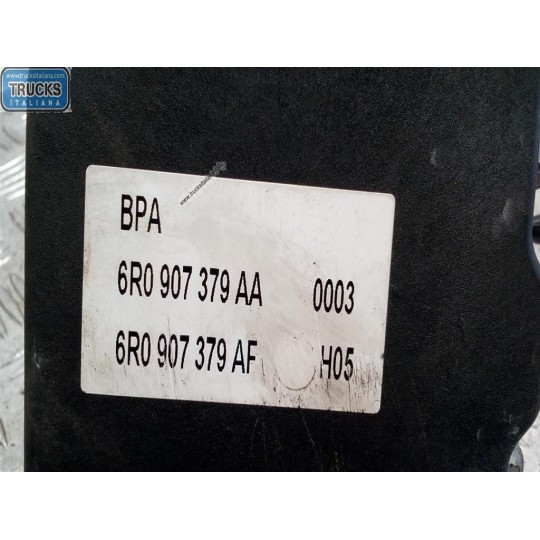 www.trucksitaliana.com
TRUCKS
ITALIANA
BPA
6R0 907 379 AA 0003
6R0 907 379 AF H05